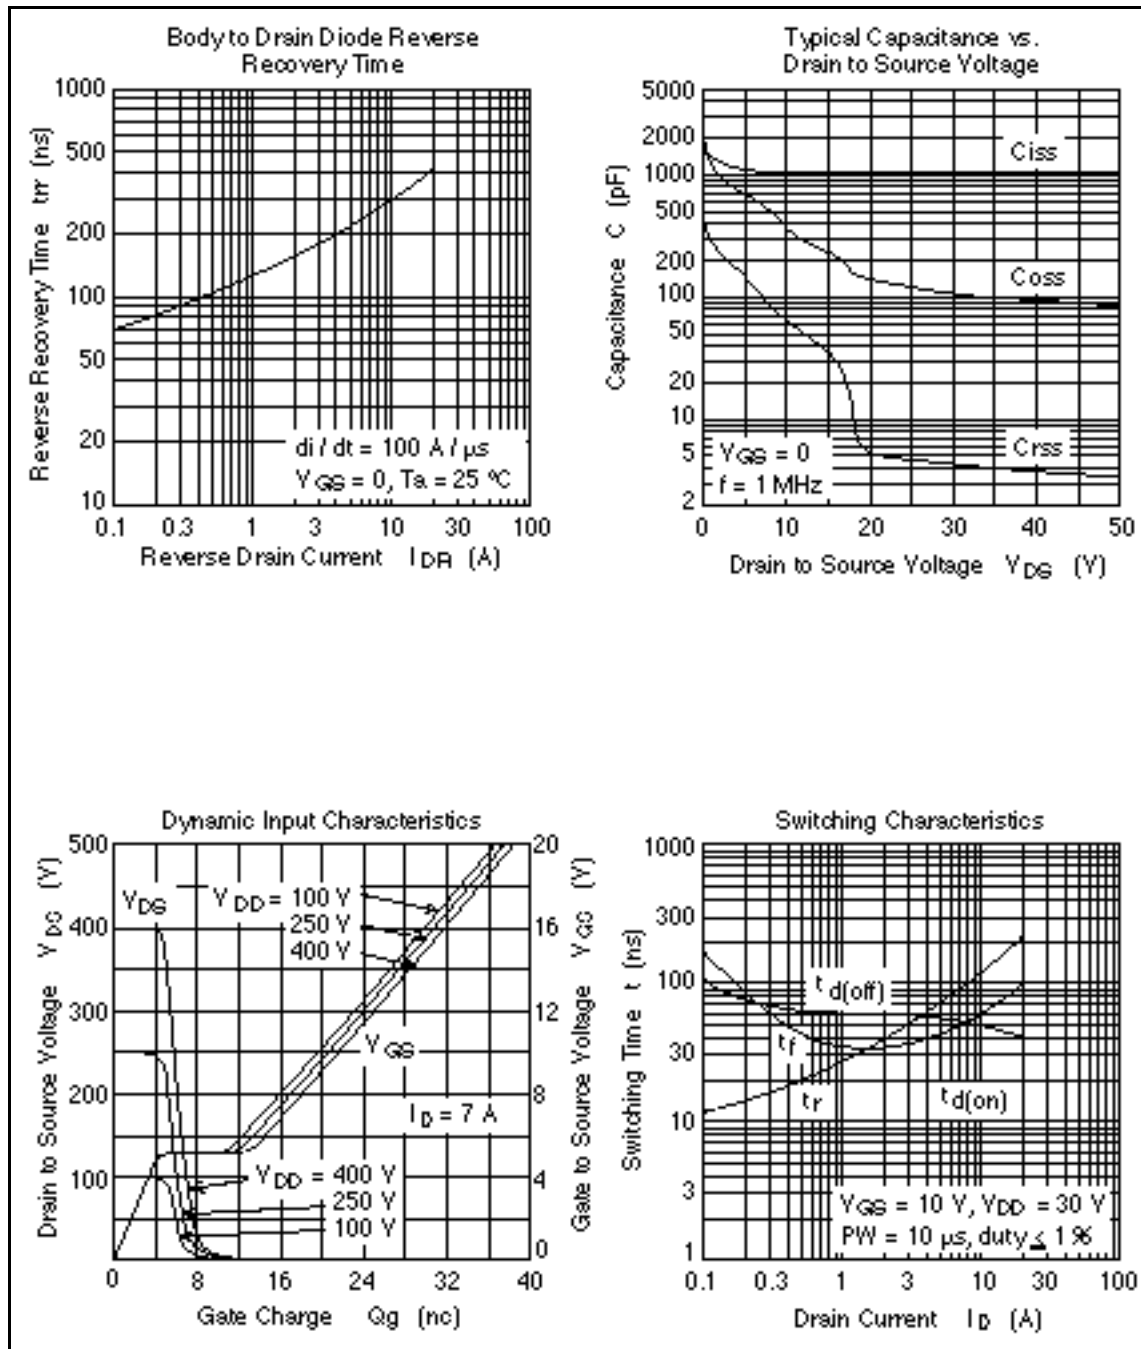 Body to Drain Diode Reverse
Recovery Time
1000
500
200
100
50
20
10
Reverse Recovery Time trr (ns)
di / dt = 100 A / µs
VGS = 0, Ta = 25 °C
0.1 0.3 1 3 10 30 100
Reverse Drain Current IDR (A)
Typical Capacitance vs.
Drain to Source Voltage
5000
2000
1000
500
200
100
50
20
10
5
2
Capacitance C (pF)
Ciss
Coss
Crss
VGS = 0
f = 1 MHz
0 10 20 30 40 50
Drain to Source Voltage VDS (V)
Dynamic Input Characteristics
500
400
300
200
100
0
Drain to Source Voltage VDS (V)
20
16
12
8
4
0
Gate to Source Voltage VGS (V)
VDS
VDD = 100 V
250 V
400 V
VGS
ID = 7 A
VDD = 400 V
250 V
100 V
0 8 16 24 32 40
Gate Charge Qg (nc)
Switching Characteristics
1000
300
100
30
10
3
1
Switching Time t (ns)
td(off)
tf
tr
td(on)
VGS = 10 V, VDD = 30 V
PW = 10 µs, duty ≤ 1 %
0.1 0.3 1 3 10 30 100
Drain Current ID (A)